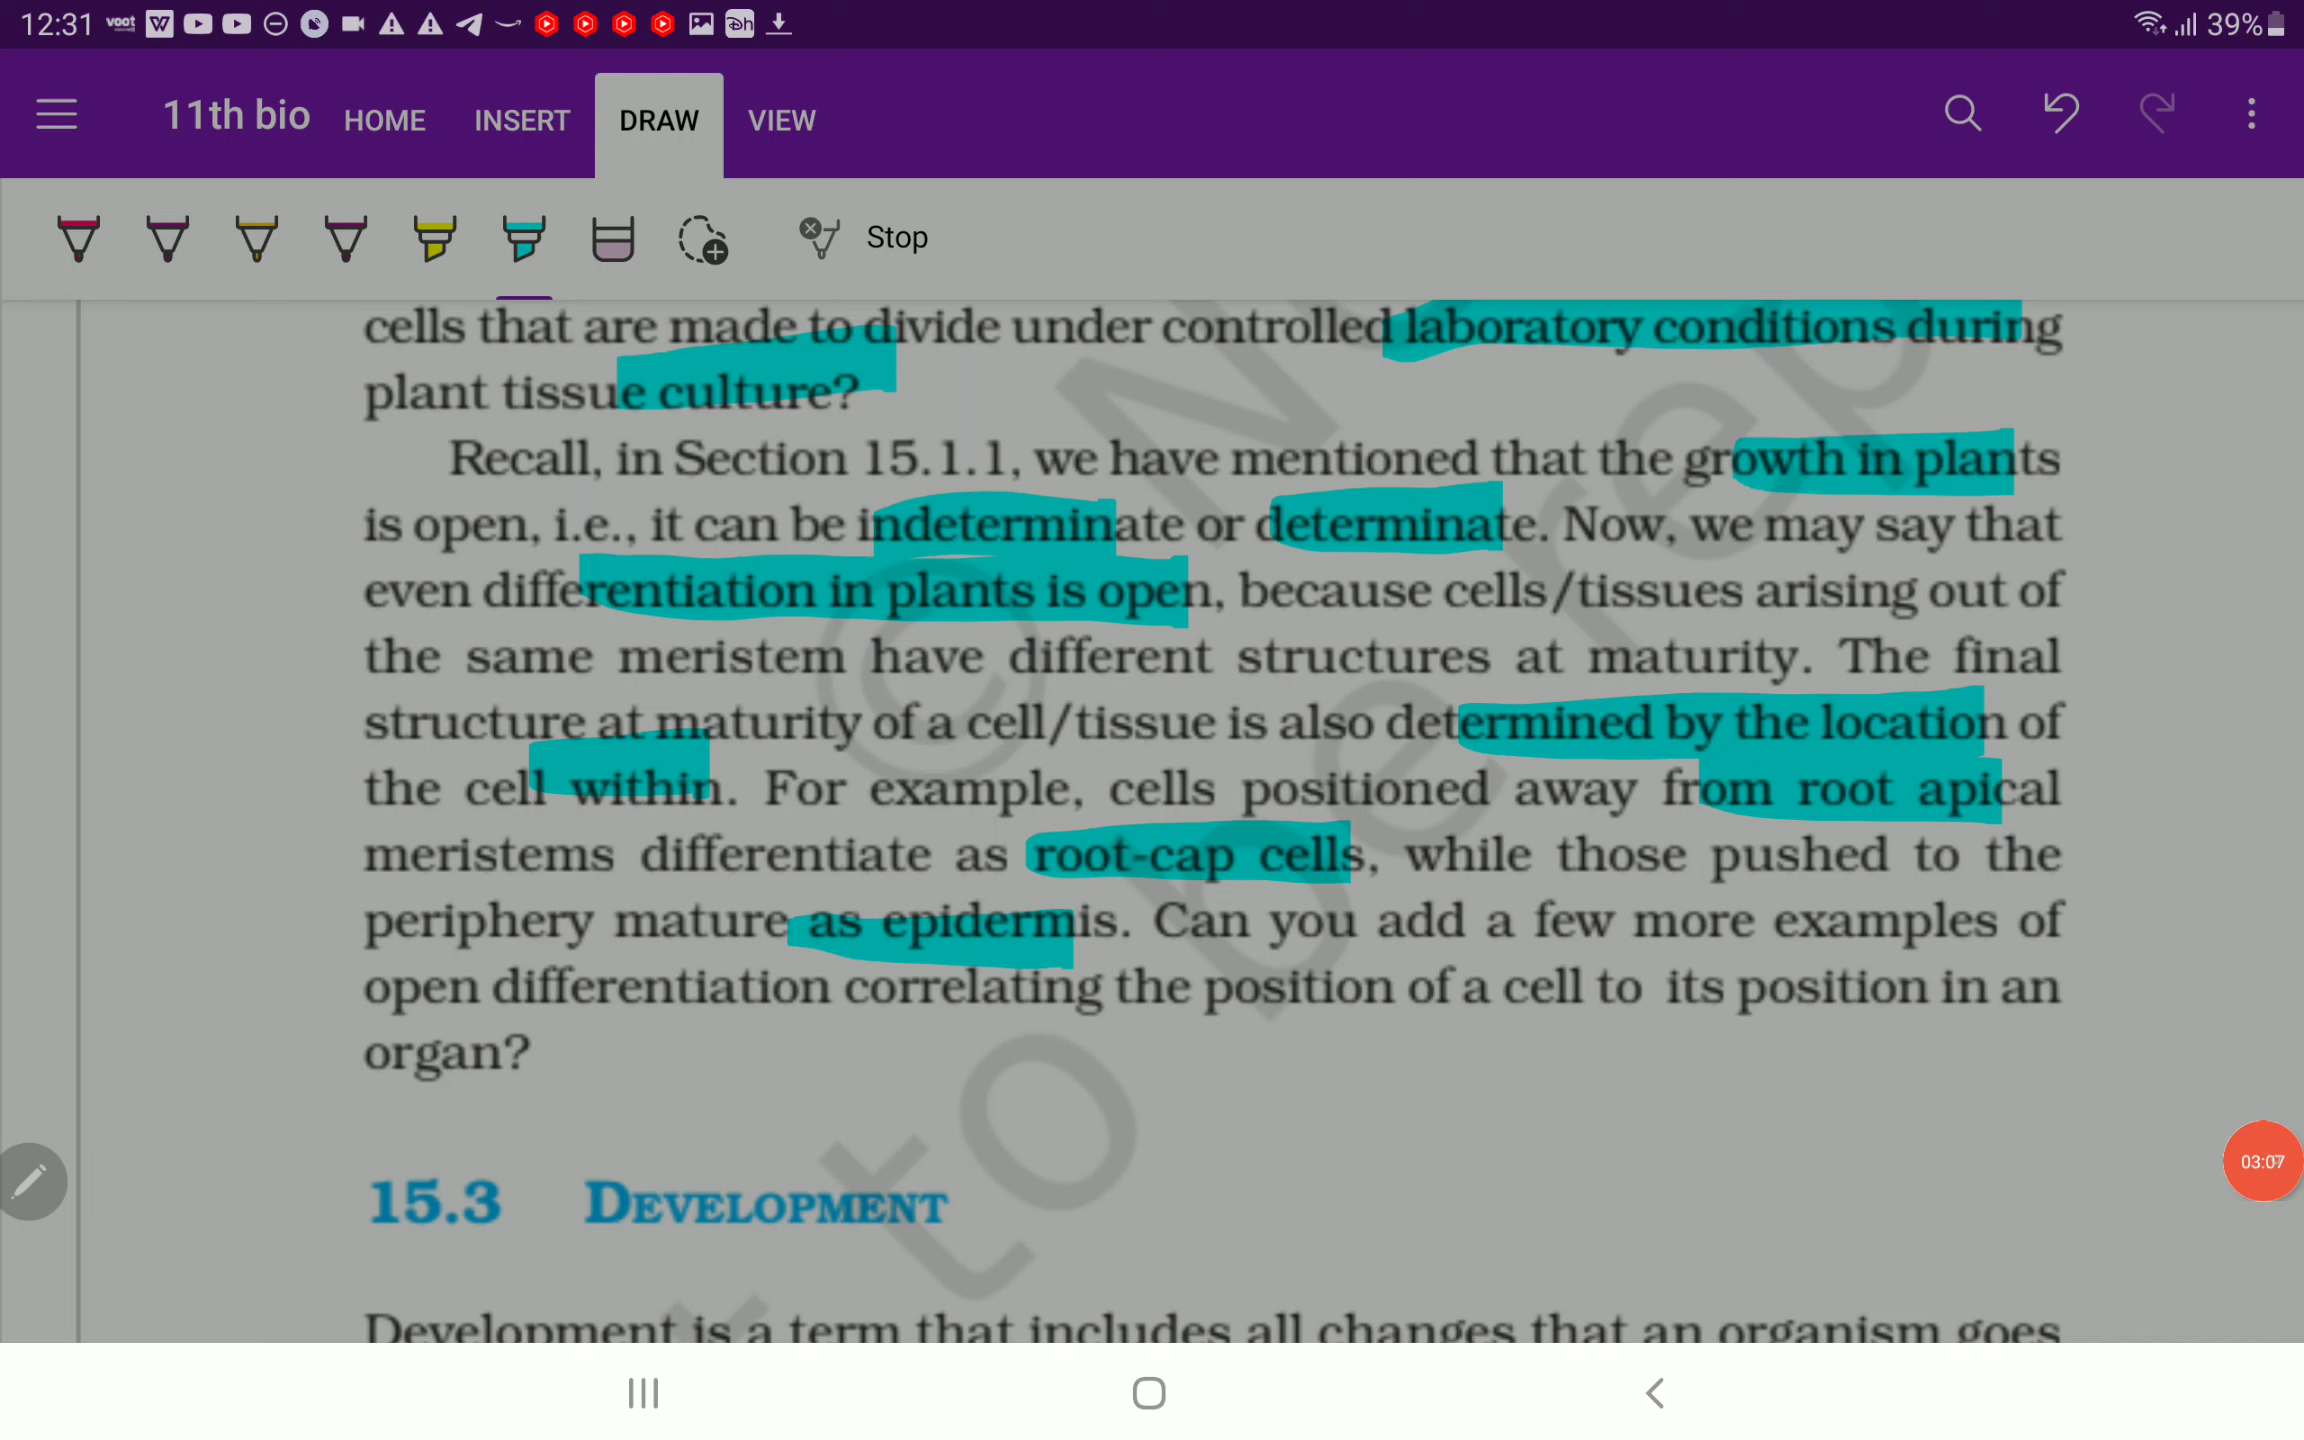 12:31 voot 39%
11th bio HOME INSERT DRAW VIEW
Stop
cells that are made to divide under controlled laboratory conditions during
plant tissue culture?
Recall, in Section 15.1.1, we have mentioned that the growth in plants
is open, i.e., it can be indeterminate or determinate. Now, we may say that
even differentiation in plants is open, because cells/tissues arising out of
the same meristem have different structures at maturity. The final
structure at maturity of a cell/tissue is also determined by the location of
the cell within. For example, cells positioned away from root apical
meristems differentiate as root-cap cells, while those pushed to the
periphery mature as epidermis. Can you add a few more examples of
open differentiation correlating the position of a cell to its position in an
organ?
03:07
15.3 DEVELOPMENT
Development is a term that includes all changes that an organism goes
© N
be rep
t to